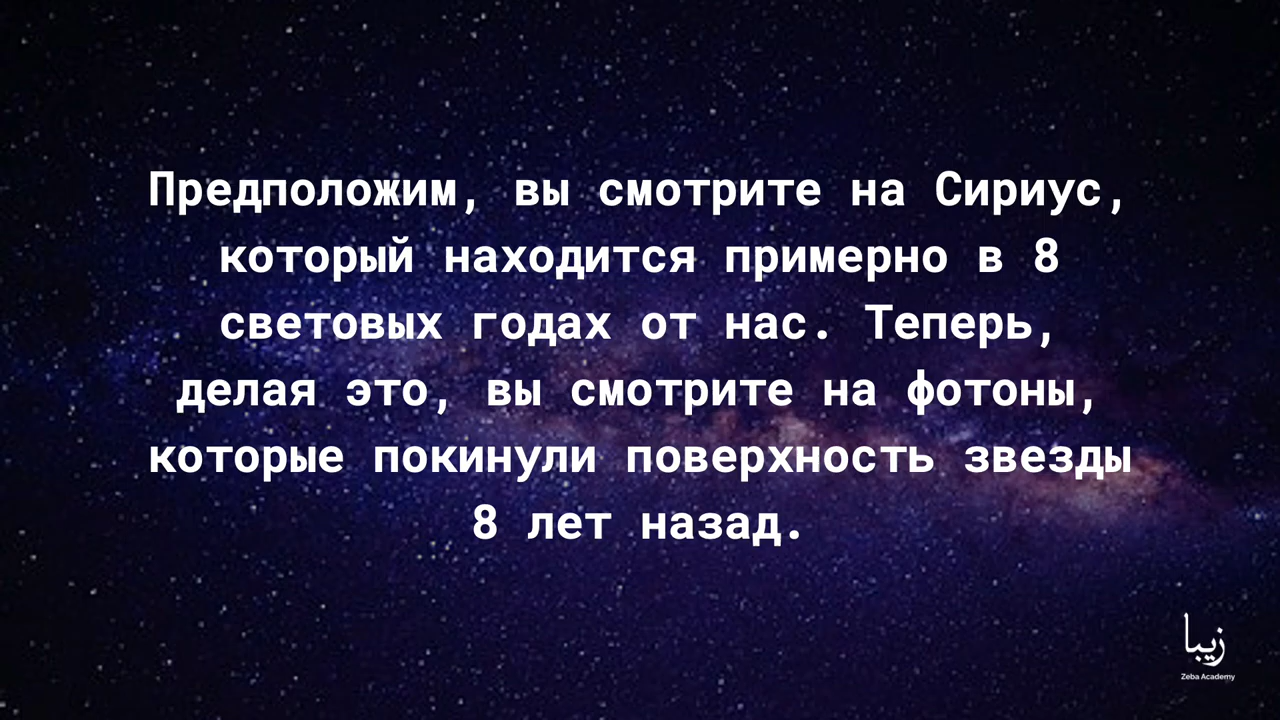 Предположим, вы смотрите на Сириус,
который находится примерно в 8
световых годах от нас. Теперь,
делая это, вы смотрите на фотоны,
которые покинули поверхность звезды
8 лет назад.
زيبا
Zeba Academy